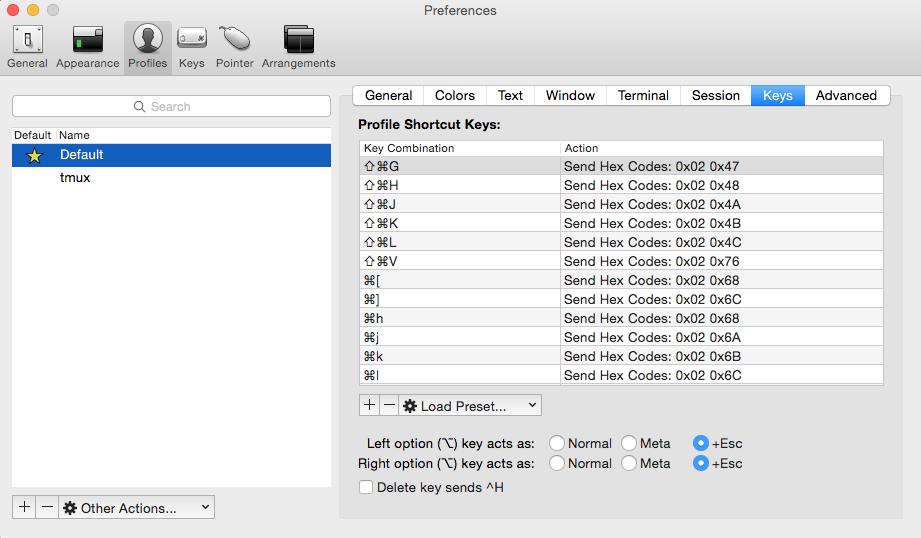 Preferences
General Appearance Profiles Keys Pointer Arrangements
Search
Default Name
Default
tmux
Other Actions...
General Colors Text Window Terminal Session Keys Advanced
Profile Shortcut Keys:
Key Combination Action
⇧⌘G Send Hex Codes: 0x02 0x47
⇧⌘H Send Hex Codes: 0x02 0x48
⇧⌘J Send Hex Codes: 0x02 0x4A
⇧⌘K Send Hex Codes: 0x02 0x4B
⇧⌘L Send Hex Codes: 0x02 0x4C
⇧⌘V Send Hex Codes: 0x02 0x76
⌘[ Send Hex Codes: 0x02 0x68
⌘] Send Hex Codes: 0x02 0x6C
⌘h Send Hex Codes: 0x02 0x68
⌘j Send Hex Codes: 0x02 0x6A
⌘k Send Hex Codes: 0x02 0x6B
⌘l Send Hex Codes: 0x02 0x6C
+ − Load Preset...
Left option (⌥) key acts as: Normal Meta +Esc
Right option (⌥) key acts as: Normal Meta +Esc
Delete key sends ^H